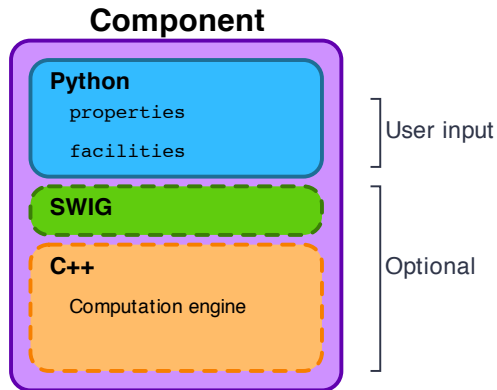 Component
Python
properties
facilities
User input
SWIG
C++
Computation engine
Optional